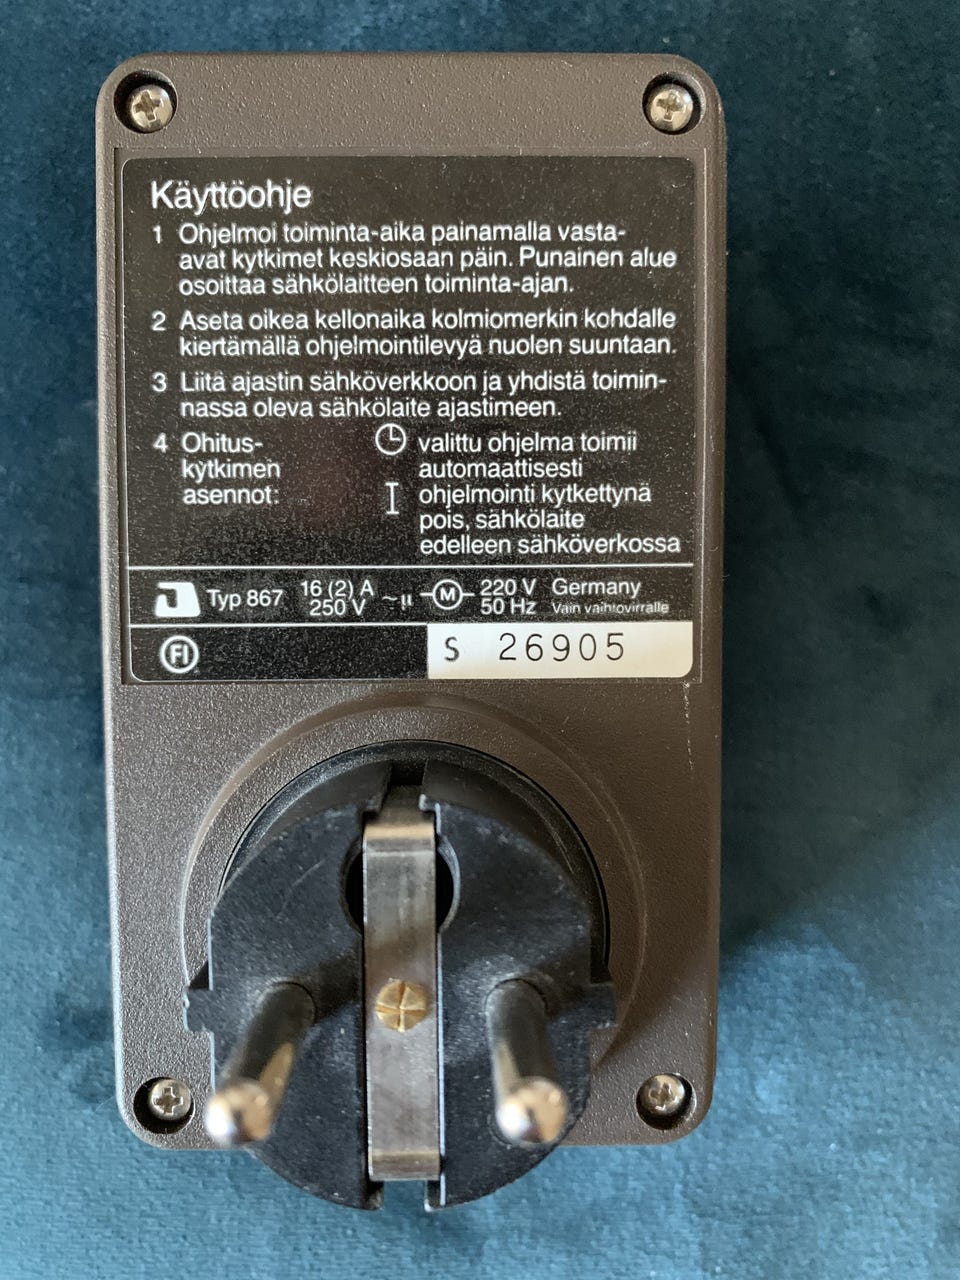 Käyttöohje
1 Ohjelmoi toiminta-aika painamalla vasta-
avat kytkimet keskiosaan päin. Punainen alue
osoittaa sähkölaitteen toiminta-ajan.
2 Aseta oikea kellonaika kolmiomerkin kohdalle
kiertämällä ohjelmointilevyä nuolen suuntaan.
3 Liitä ajastin sähköverkkoon ja yhdistä toimin-
nassa oleva sähkölaite ajastimeen.
4 Ohitus-
kytkimen
asennot:
valittu ohjelma toimii
automaattisesti
I ohjelmointi kytkettynä
pois, sähkölaite
edelleen sähköverkossa
Typ 867 16 (2) A 250 V ~ µ M 220 V 50 Hz Germany
Vain vaihtovirralle
FI
S 26905